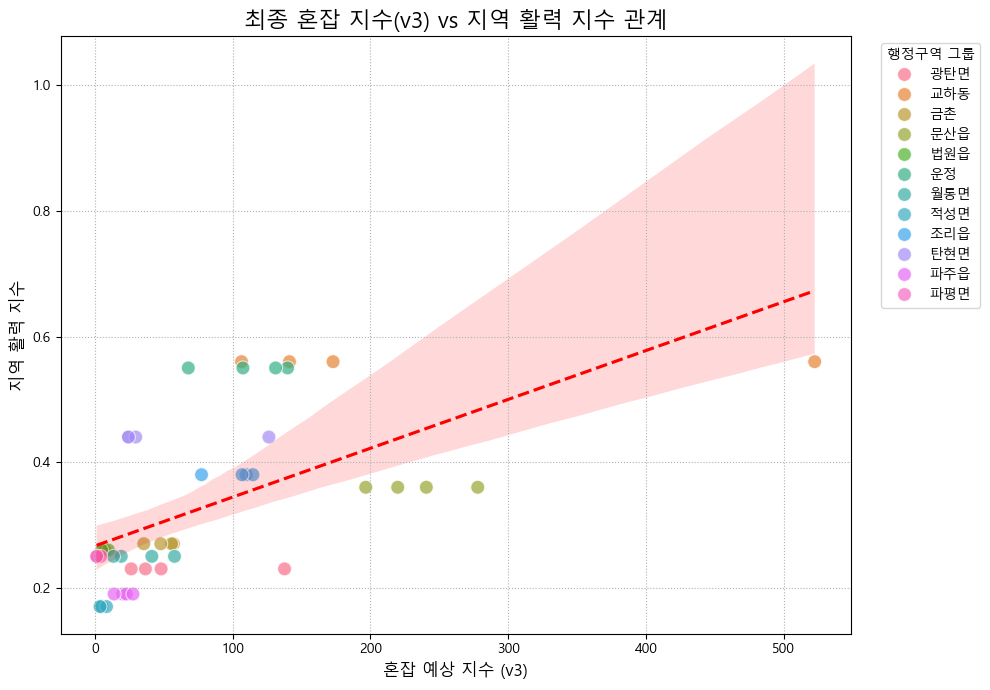 최종 혼잡 지수(v3) vs 지역 활력 지수 관계
지역 활력 지수
1.0
0.8
0.6
0.4
0.2
0
100
200
300
400
500
혼잡 예상 지수 (v3)
행정구역 그룹
광탄면
교하동
금촌
문산읍
법원읍
운정
월롱면
적성면
조리읍
탄현면
파주읍
파평면